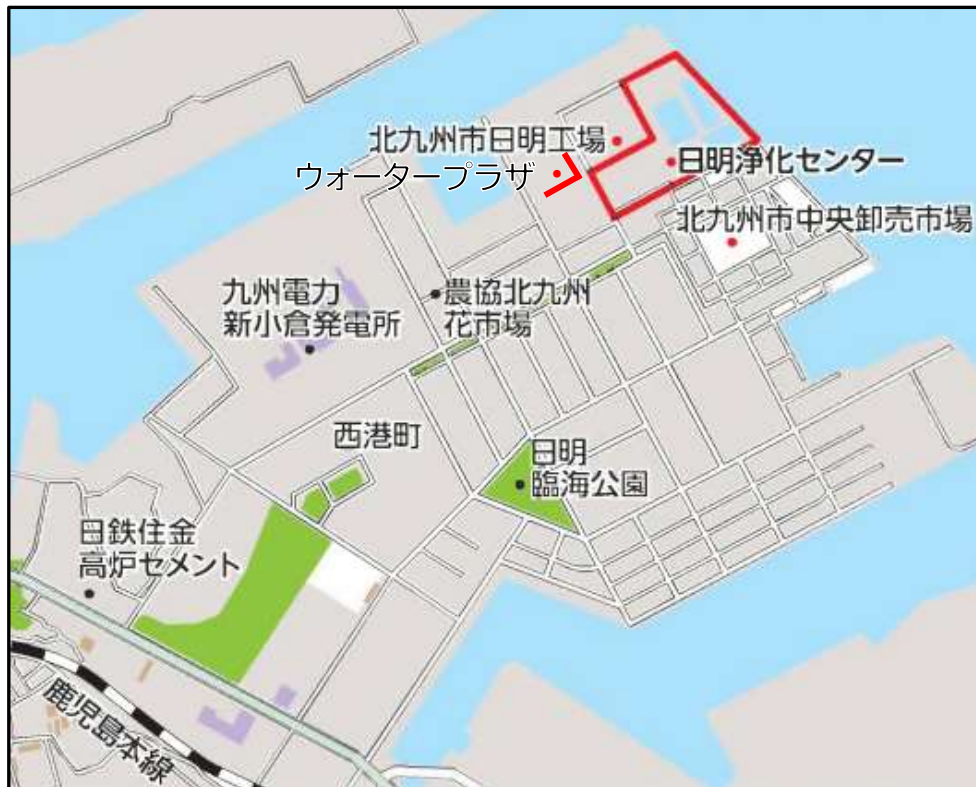 北九州市日明工場
ウォータープラザ
日明浄化センター
北九州市中央卸売市場
九州電力
新小倉発電所
農協北九州
花市場
西港町
日明
臨海公園
日鉄住金
高炉セメント
鹿児島本線